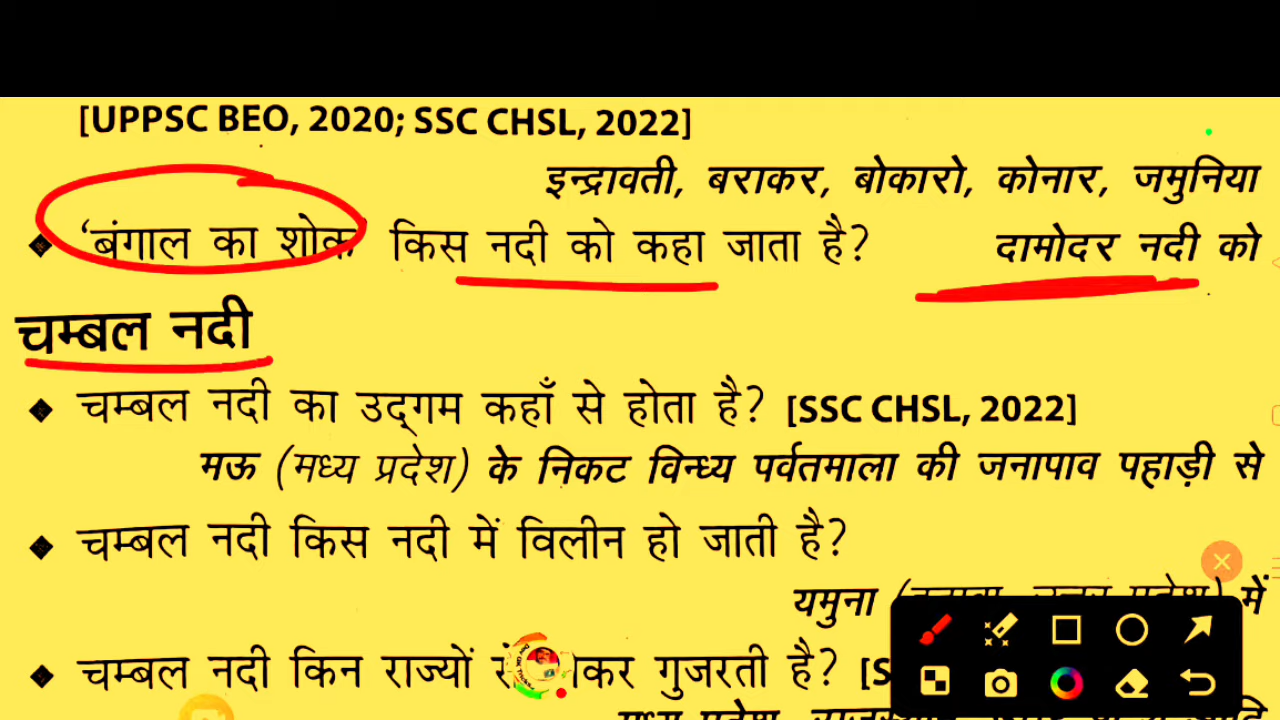 [UPPSC BEO, 2020; SSC CHSL, 2022]
इन्द्रावती, बराकर, बोकारो, कोनार, जमुनिया
‘बंगाल का शोक’ किस नदी को कहा जाता है? दामोदर नदी को
चम्बल नदी
चम्बल नदी का उद्गम कहाँ से होता है? [SSC CHSL, 2022]
मऊ (मध्य प्रदेश) के निकट विन्ध्य पर्वतमाला की जनापाव पहाड़ी से
चम्बल नदी किस नदी में विलीन हो जाती है?
यमुना में
चम्बल नदी किन राज्यों गुजरती है? [S